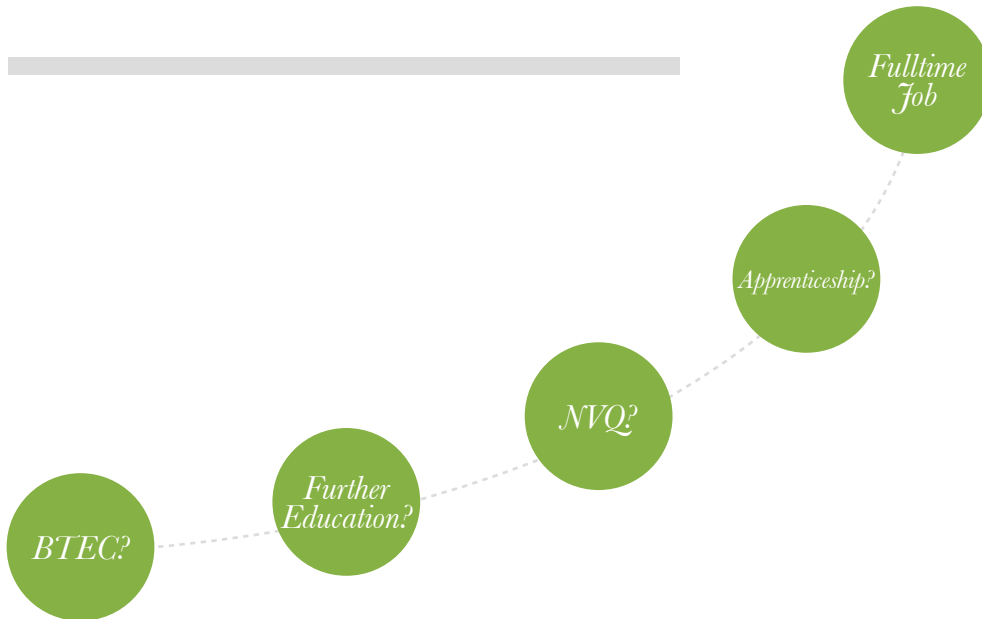 Fulltime
Job
Apprenticeship?
NVQ?
Further
Education?
BTEC?